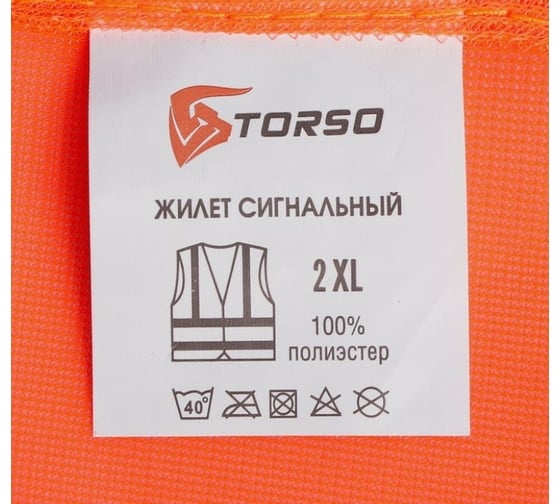 TORSO
ЖИЛЕТ СИГНАЛЬНЫЙ
2 XL
100%
полиэстер
40°